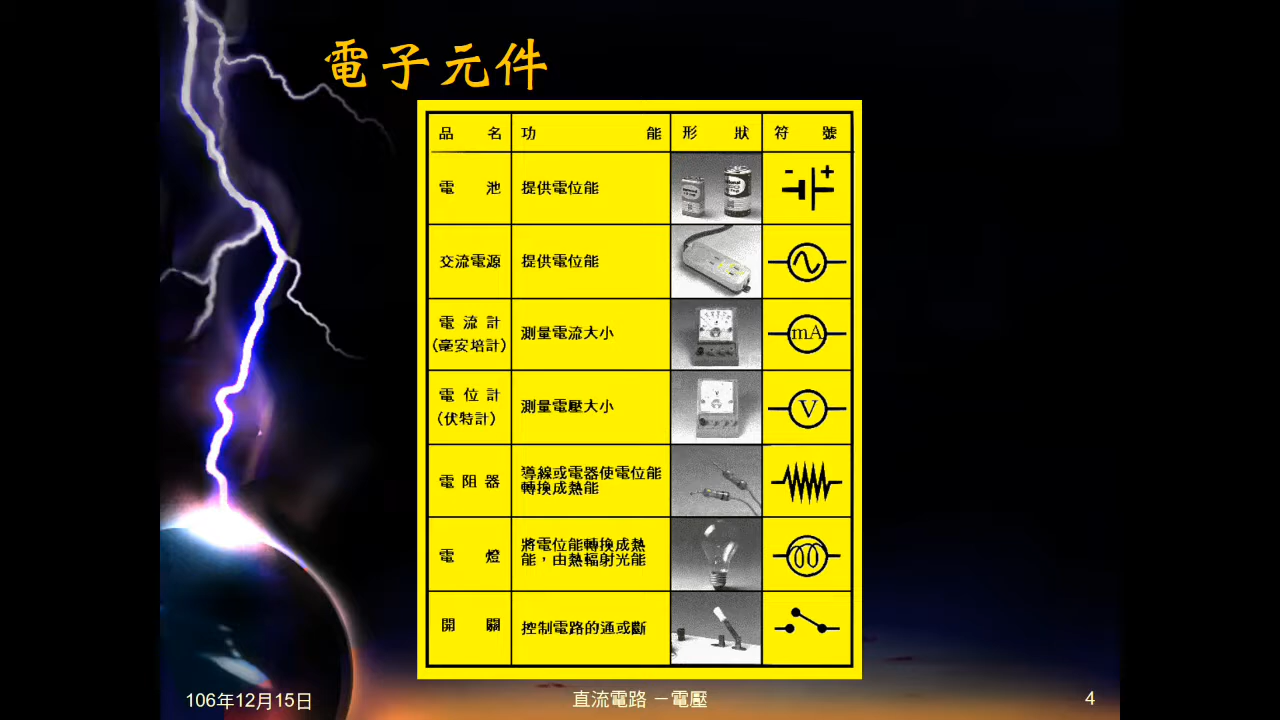 電子元件
品名 功能 形狀 符號
電池 提供電位能 - +
交流電源 提供電位能
電流計
(毫安培計) 測量電流大小 mA
電位計
(伏特計) 測量電壓大小 V
電阻器 導線或電器使電位能
轉換成熱能
電燈 將電位能轉換成熱
能,由熱輻射光能
開關 控制電路的通或斷
106年12月15日 直流電路 －電壓 4